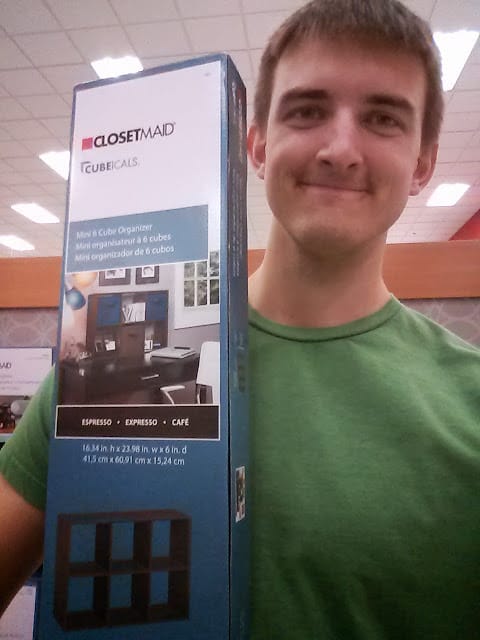 CLOSETMAID
CUBEICALS.
Mini 6 Cube Organizer
Mini organisateur à 6 cubes
Mini organizador de 6 cubos
ESPRESSO • EXPRESSO • CAFÉ
16.34 in. h x 23.98 in. w x 6 in. d
41,5 cm x 60,91 cm x 15,24 cm
MAID